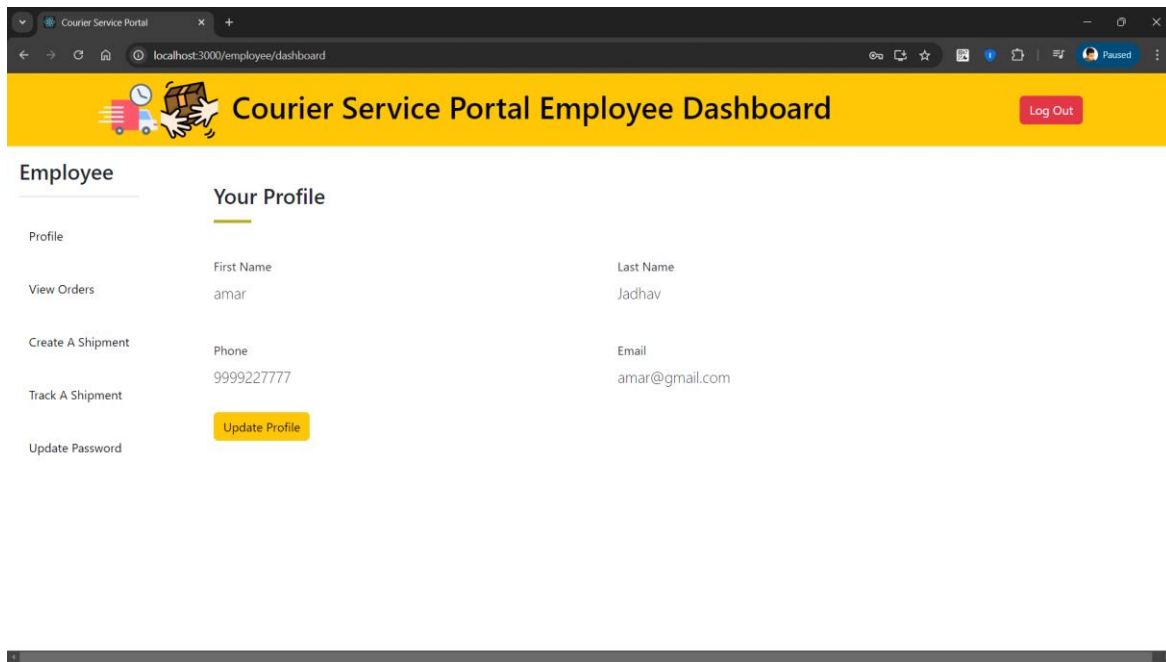 Courier Service Portal
localhost:3000/employee/dashboard
Paused
Courier Service Portal Employee Dashboard
Log Out
Employee
Profile
View Orders
Create A Shipment
Track A Shipment
Update Password
Your Profile
First Name
amar
Last Name
Jadhav
Phone
9999227777
Email
amar@gmail.com
Update Profile